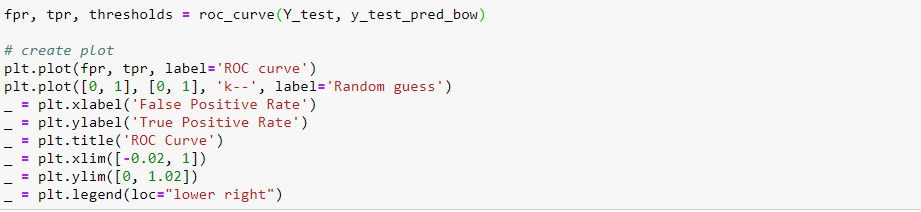 fpr, tpr, thresholds = roc_curve(Y_test, y_test_pred_bow)
# create plot
plt.plot(fpr, tpr, label='ROC curve')
plt.plot([0, 1], [0, 1], 'k--', label='Random guess')
_ = plt.xlabel('False Positive Rate')
_ = plt.ylabel('True Positive Rate')
_ = plt.title('ROC Curve')
_ = plt.xlim([-0.02, 1])
_ = plt.ylim([0, 1.02])
_ = plt.legend(loc="lower right")